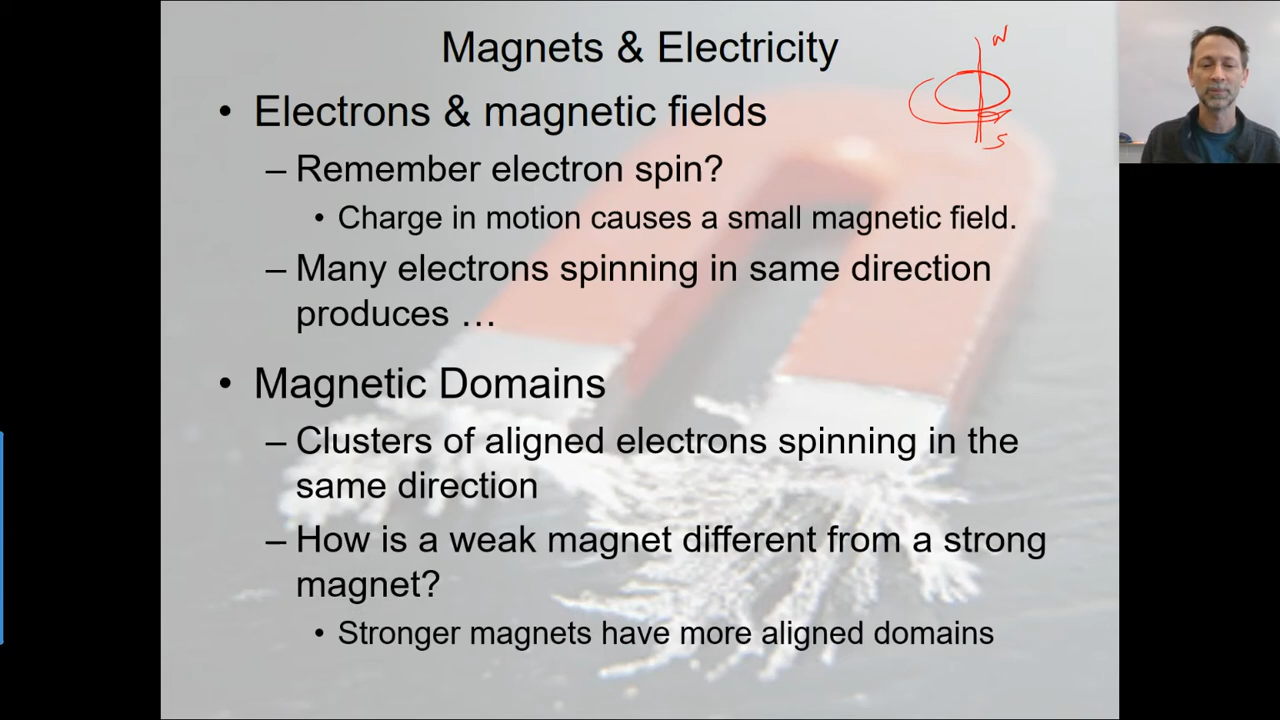 Magnets & Electricity
N
• Electrons & magnetic fields
S
– Remember electron spin?
• Charge in motion causes a small magnetic field.
– Many electrons spinning in same direction
produces …
• Magnetic Domains
– Clusters of aligned electrons spinning in the
same direction
– How is a weak magnet different from a strong
magnet?
• Stronger magnets have more aligned domains